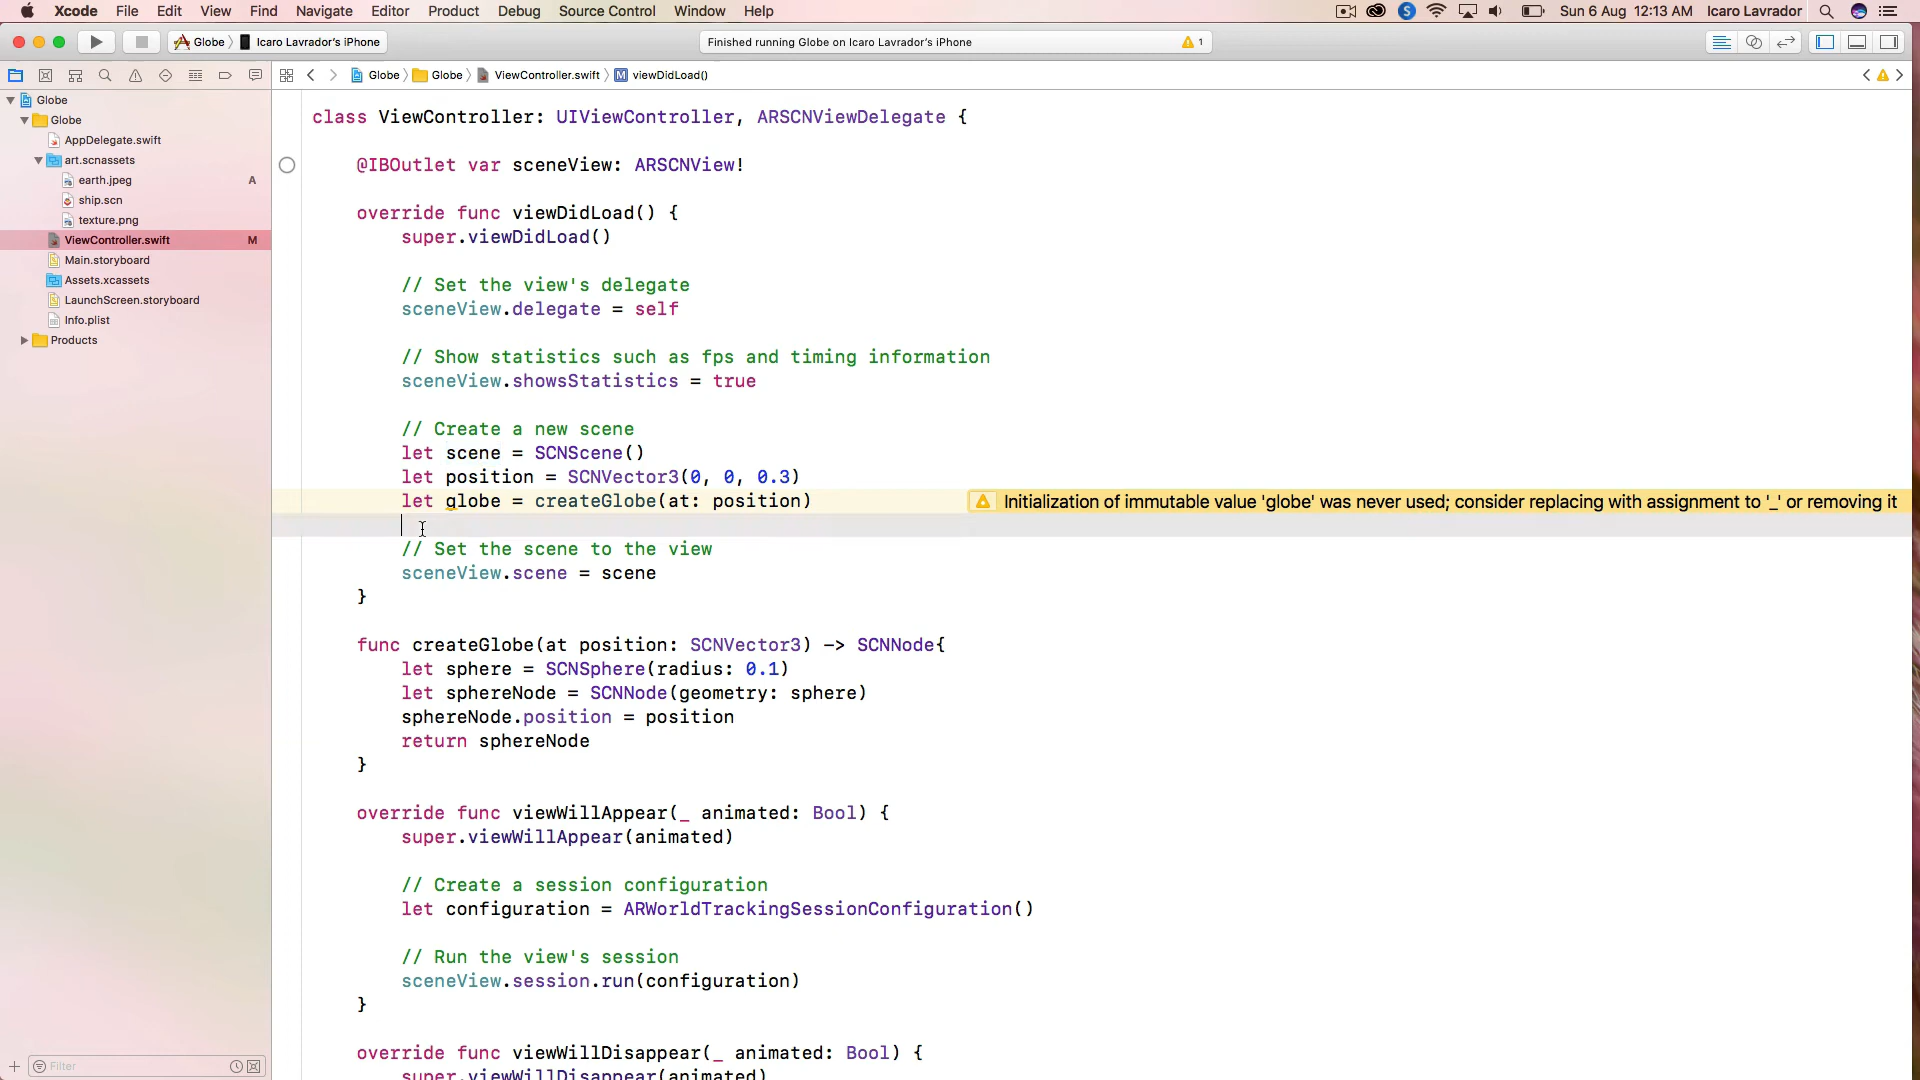 Xcode File Edit View Find Navigate Editor Product Debug Source Control Window Help Sun 6 Aug 12:13 AM Icaro Lavrador
Globe Icaro Lavrador's iPhone Finished running Globe on Icaro Lavrador's iPhone 1
Globe Globe ViewController.swift M viewDidLoad()
Globe
Globe
AppDelegate.swift
art.scnassets
earth.jpeg A
ship.scn
texture.png
ViewController.swift M
Main.storyboard
Assets.xcassets
LaunchScreen.storyboard
Info.plist
Products
Filter
class ViewController: UIViewController, ARSCNViewDelegate {
@IBOutlet var sceneView: ARSCNView!
override func viewDidLoad() {
super.viewDidLoad()
// Set the view's delegate
sceneView.delegate = self
// Show statistics such as fps and timing information
sceneView.showsStatistics = true
// Create a new scene
let scene = SCNScene()
let position = SCNVector3(0, 0, 0.3)
let globe = createGlobe(at: position) Initialization of immutable value 'globe' was never used; consider replacing with assignment to '_' or removing it
// Set the scene to the view
sceneView.scene = scene
}
func createGlobe(at position: SCNVector3) -> SCNNode{
let sphere = SCNSphere(radius: 0.1)
let sphereNode = SCNNode(geometry: sphere)
sphereNode.position = position
return sphereNode
}
override func viewWillAppear(_ animated: Bool) {
super.viewWillAppear(animated)
// Create a session configuration
let configuration = ARWorldTrackingSessionConfiguration()
// Run the view's session
sceneView.session.run(configuration)
}
override func viewWillDisappear(_ animated: Bool) {
super.viewWillDisappear(animated)